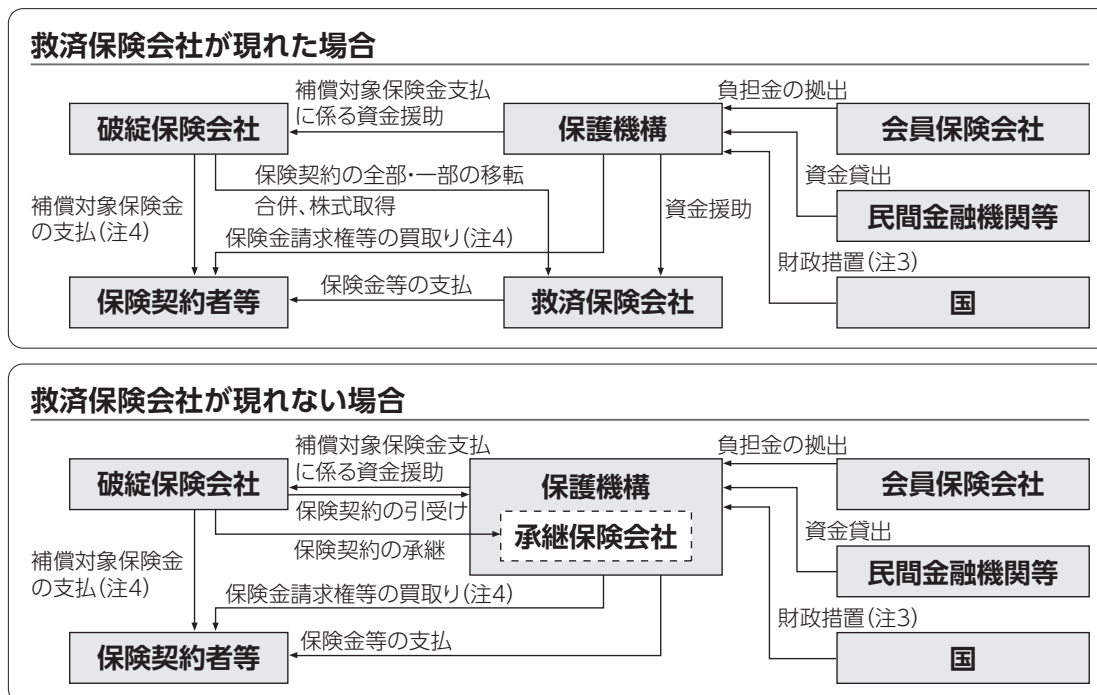 救済保険会社が現れた場合
補償対象保険金支払
に係る資金援助
負担金の拠出
破綻保険会社
保護機構
会員保険会社
保険契約の全部・一部の移転
合併、株式取得
資金貸出
補償対象保険金
の支払(注4)
資金援助
民間金融機関等
保険金請求権等の買取り(注4)
財政措置(注3)
保険契約者等
保険金等の支払
救済保険会社
国
救済保険会社が現れない場合
補償対象保険金支払
に係る資金援助
負担金の拠出
破綻保険会社
保護機構
会員保険会社
保険契約の引受け
承継保険会社
資金貸出
保険契約の承継
補償対象保険金
の支払(注4)
民間金融機関等
保険金請求権等の買取り(注4)
財政措置(注3)
保険契約者等
保険金等の支払
国